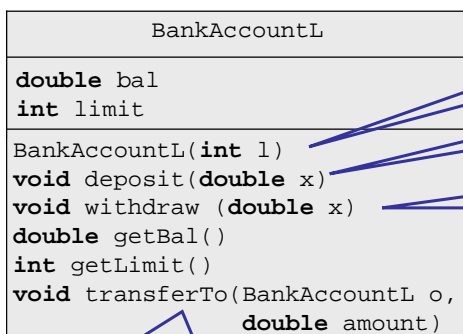 BankAccountL
double bal
int limit
BankAccountL(int l)
void deposit(double x)
void withdraw (double x)
double getBal()
int getLimit()
void transferTo(BankAccountL o,
double amount)